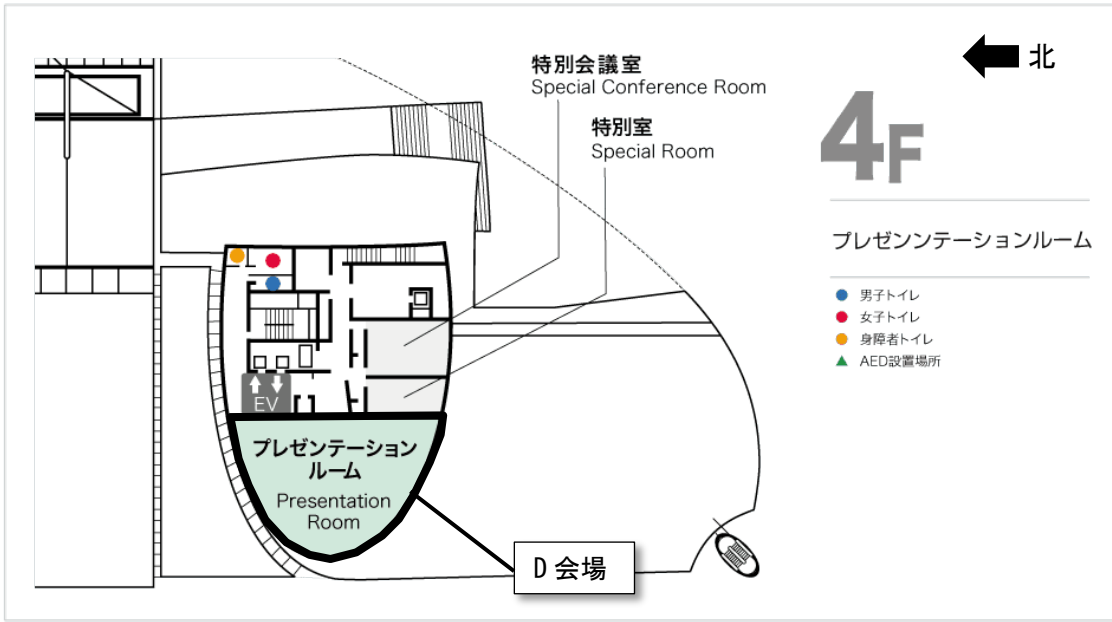 特別会議室
Special Conference Room
特別室
Special Room
北
4F
プレゼンンテーションルーム
男子トイレ
女子トイレ
身障者トイレ
AED設置場所
EV
プレゼンテーション
ルーム
Presentation
Room
D会場